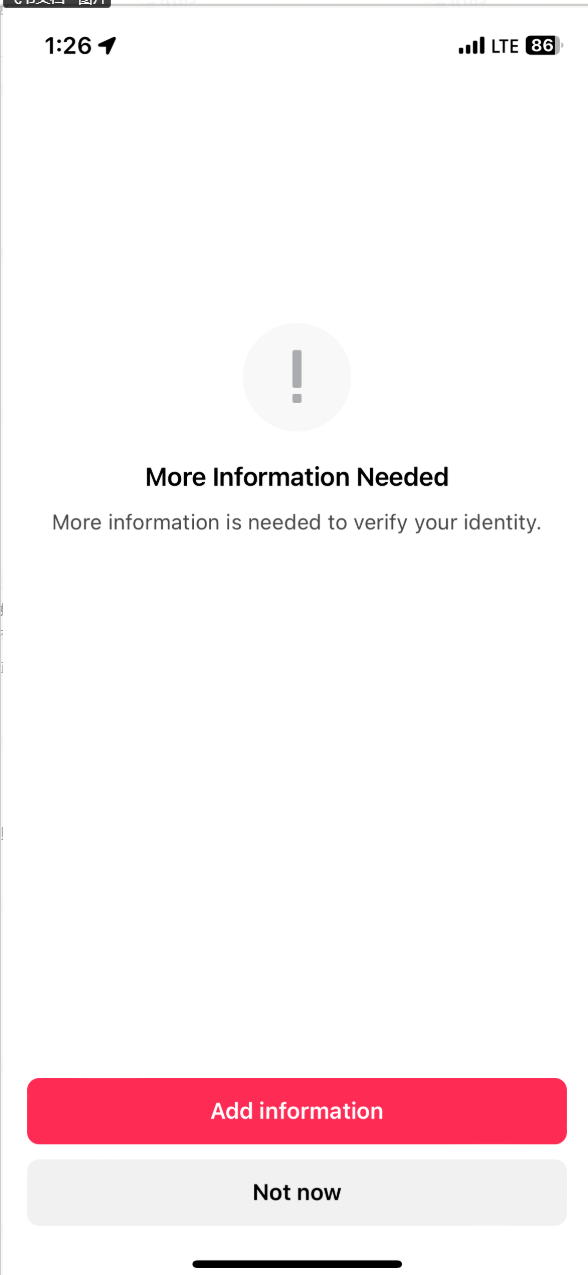 1:26
LTE 86
More Information Needed
More information is needed to verify your identity.
Add information
Not now